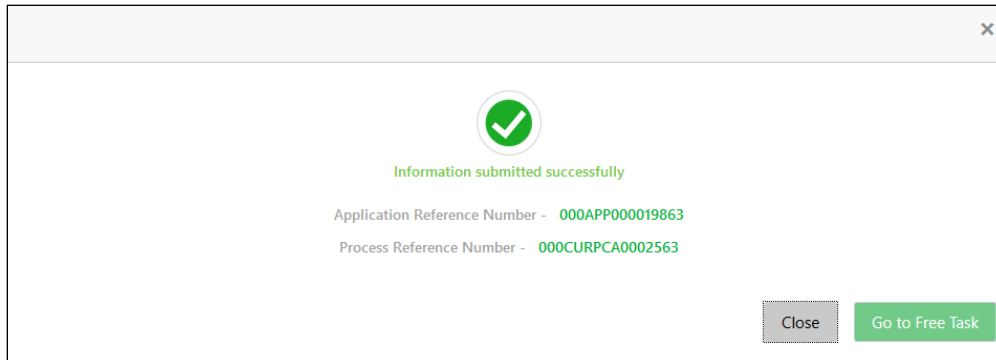 ×
Information submitted successfully
Application Reference Number - 000APP000019863
Process Reference Number - 000CURPCA0002563
Close Go to Free Task